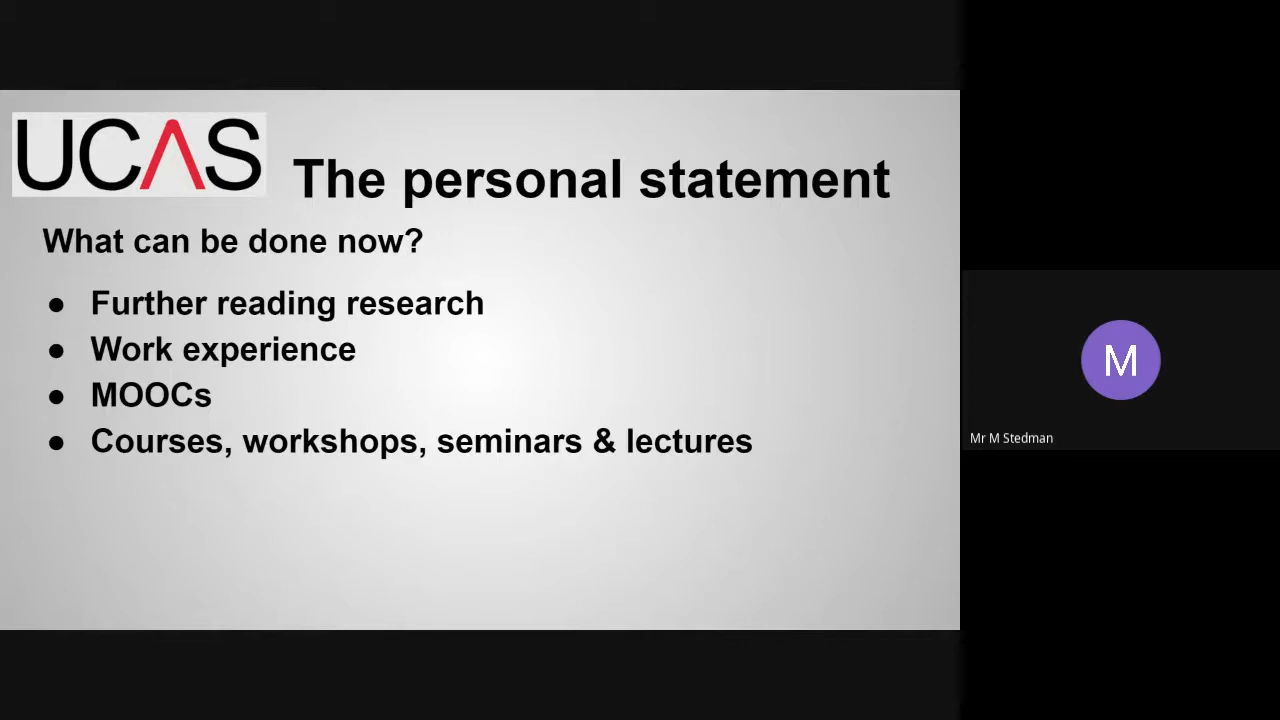 UCAS
The personal statement
What can be done now?
● Further reading research
● Work experience
● MOOCs
● Courses, workshops, seminars & lectures
M
Mr M Stedman